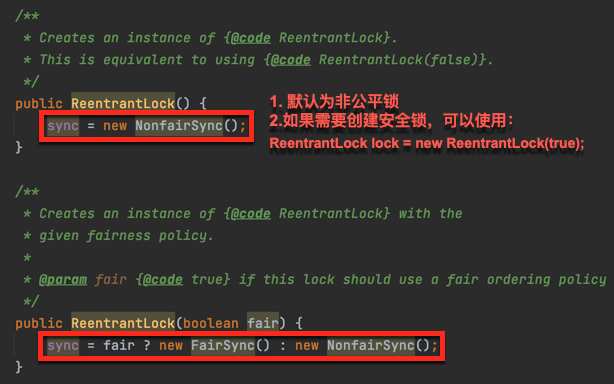 /**
 * Creates an instance of {@code ReentrantLock}.
 * This is equivalent to using {@code ReentrantLock(false)}.
 */
public ReentrantLock() {
    sync = new NonfairSync();
}
1. 默认为非公平锁
2.如果需要创建安全锁，可以使用：
ReentrantLock lock = new ReentrantLock(true);
/**
 * Creates an instance of {@code ReentrantLock} with the
 * given fairness policy.
 *
 * @param fair {@code true} if this lock should use a fair ordering policy
 */
public ReentrantLock(boolean fair) {
    sync = fair ? new FairSync() : new NonfairSync();
}